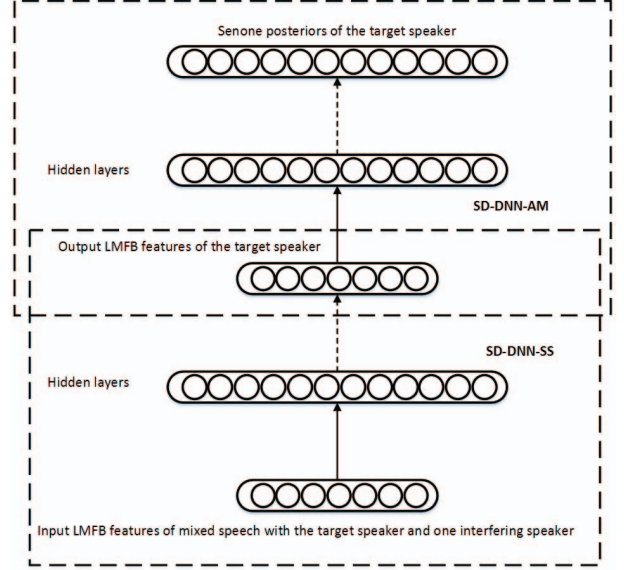 Senone posteriors of the target speaker
Hidden layers
SD-DNN-AM
Output LMFB features of the target speaker
SD-DNN-SS
Hidden layers
Input LMFB features of mixed speech with the target speaker and one interfering speaker